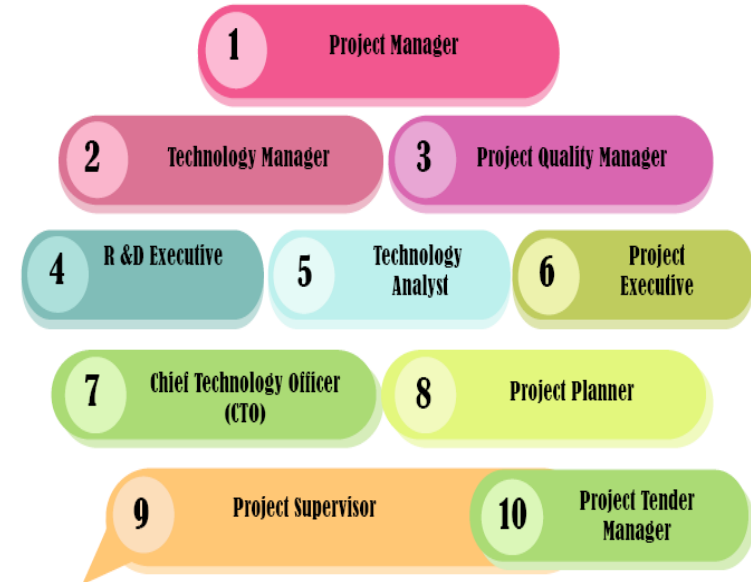 1 Project Manager
2 Technology Manager
3 Project Quality Manager
4 R &D Executive
5 Technology
Analyst
6 Project
Executive
7 Chief Technology Officer
(CTO)
8 Project Planner
9 Project Supervisor
10 Project Tender
Manager